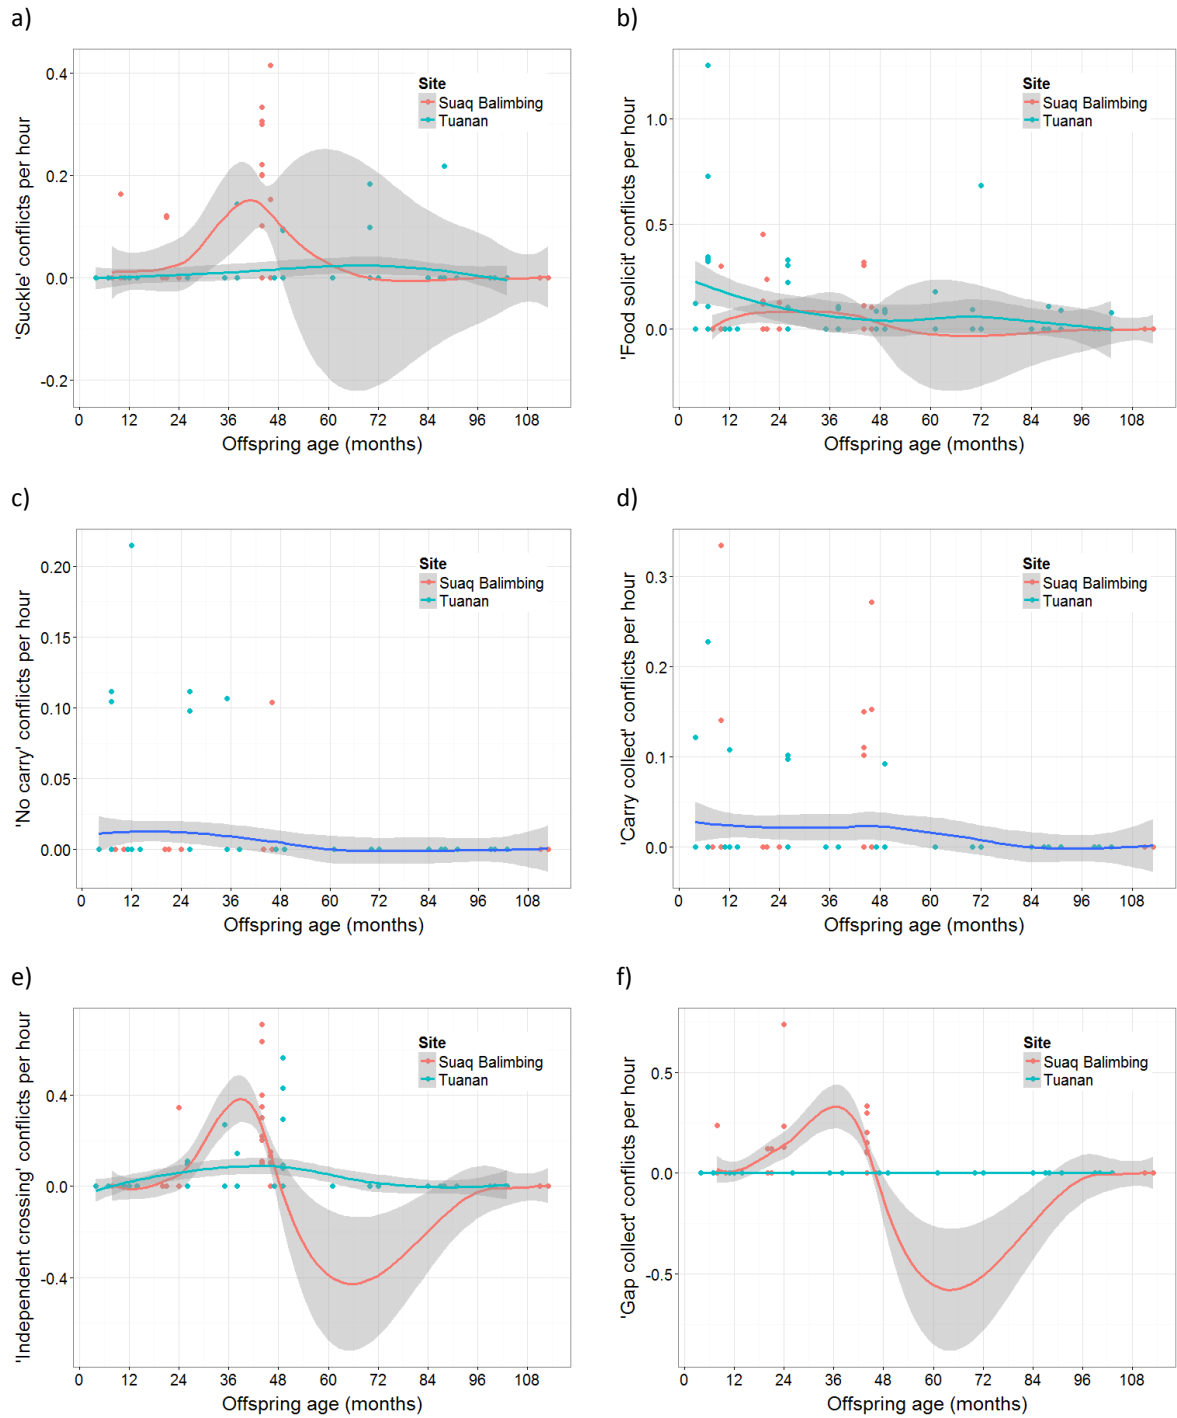 a)
'Suckle' conflicts per hour
0.4
0.2
0.0
-0.2
Site
Suaq Balimbing
Tuanan
0 12 24 36 48 60 72 84 96 108
Offspring age (months)
b)
'Food solicit' conflicts per hour
1.0
0.5
0.0
Site
Suaq Balimbing
Tuanan
0 12 24 36 48 60 72 84 96 108
Offspring age (months)
c)
'No carry' conflicts per hour
0.20
0.15
0.10
0.05
0.00
Site
Suaq Balimbing
Tuanan
0 12 24 36 48 60 72 84 96 108
Offspring age (months)
d)
'Carry collect' conflicts per hour
0.3
0.2
0.1
0.0
Site
Suaq Balimbing
Tuanan
0 12 24 36 48 60 72 84 96 108
Offspring age (months)
e)
'Independent crossing' conflicts per hour
0.4
0.0
-0.4
Site
Suaq Balimbing
Tuanan
0 12 24 36 48 60 72 84 96 108
Offspring age (months)
f)
'Gap collect' conflicts per hour
0.5
0.0
-0.5
Site
Suaq Balimbing
Tuanan
0 12 24 36 48 60 72 84 96 108
Offspring age (months)